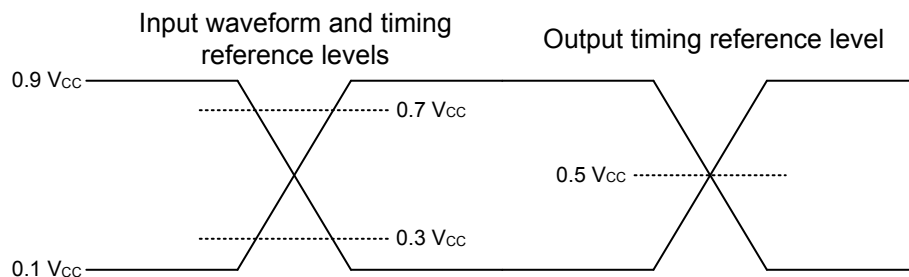 Input waveform and timing
reference levels
Output timing reference level
0.9 VCC
0.7 VCC
0.5 VCC
0.3 VCC
0.1 VCC